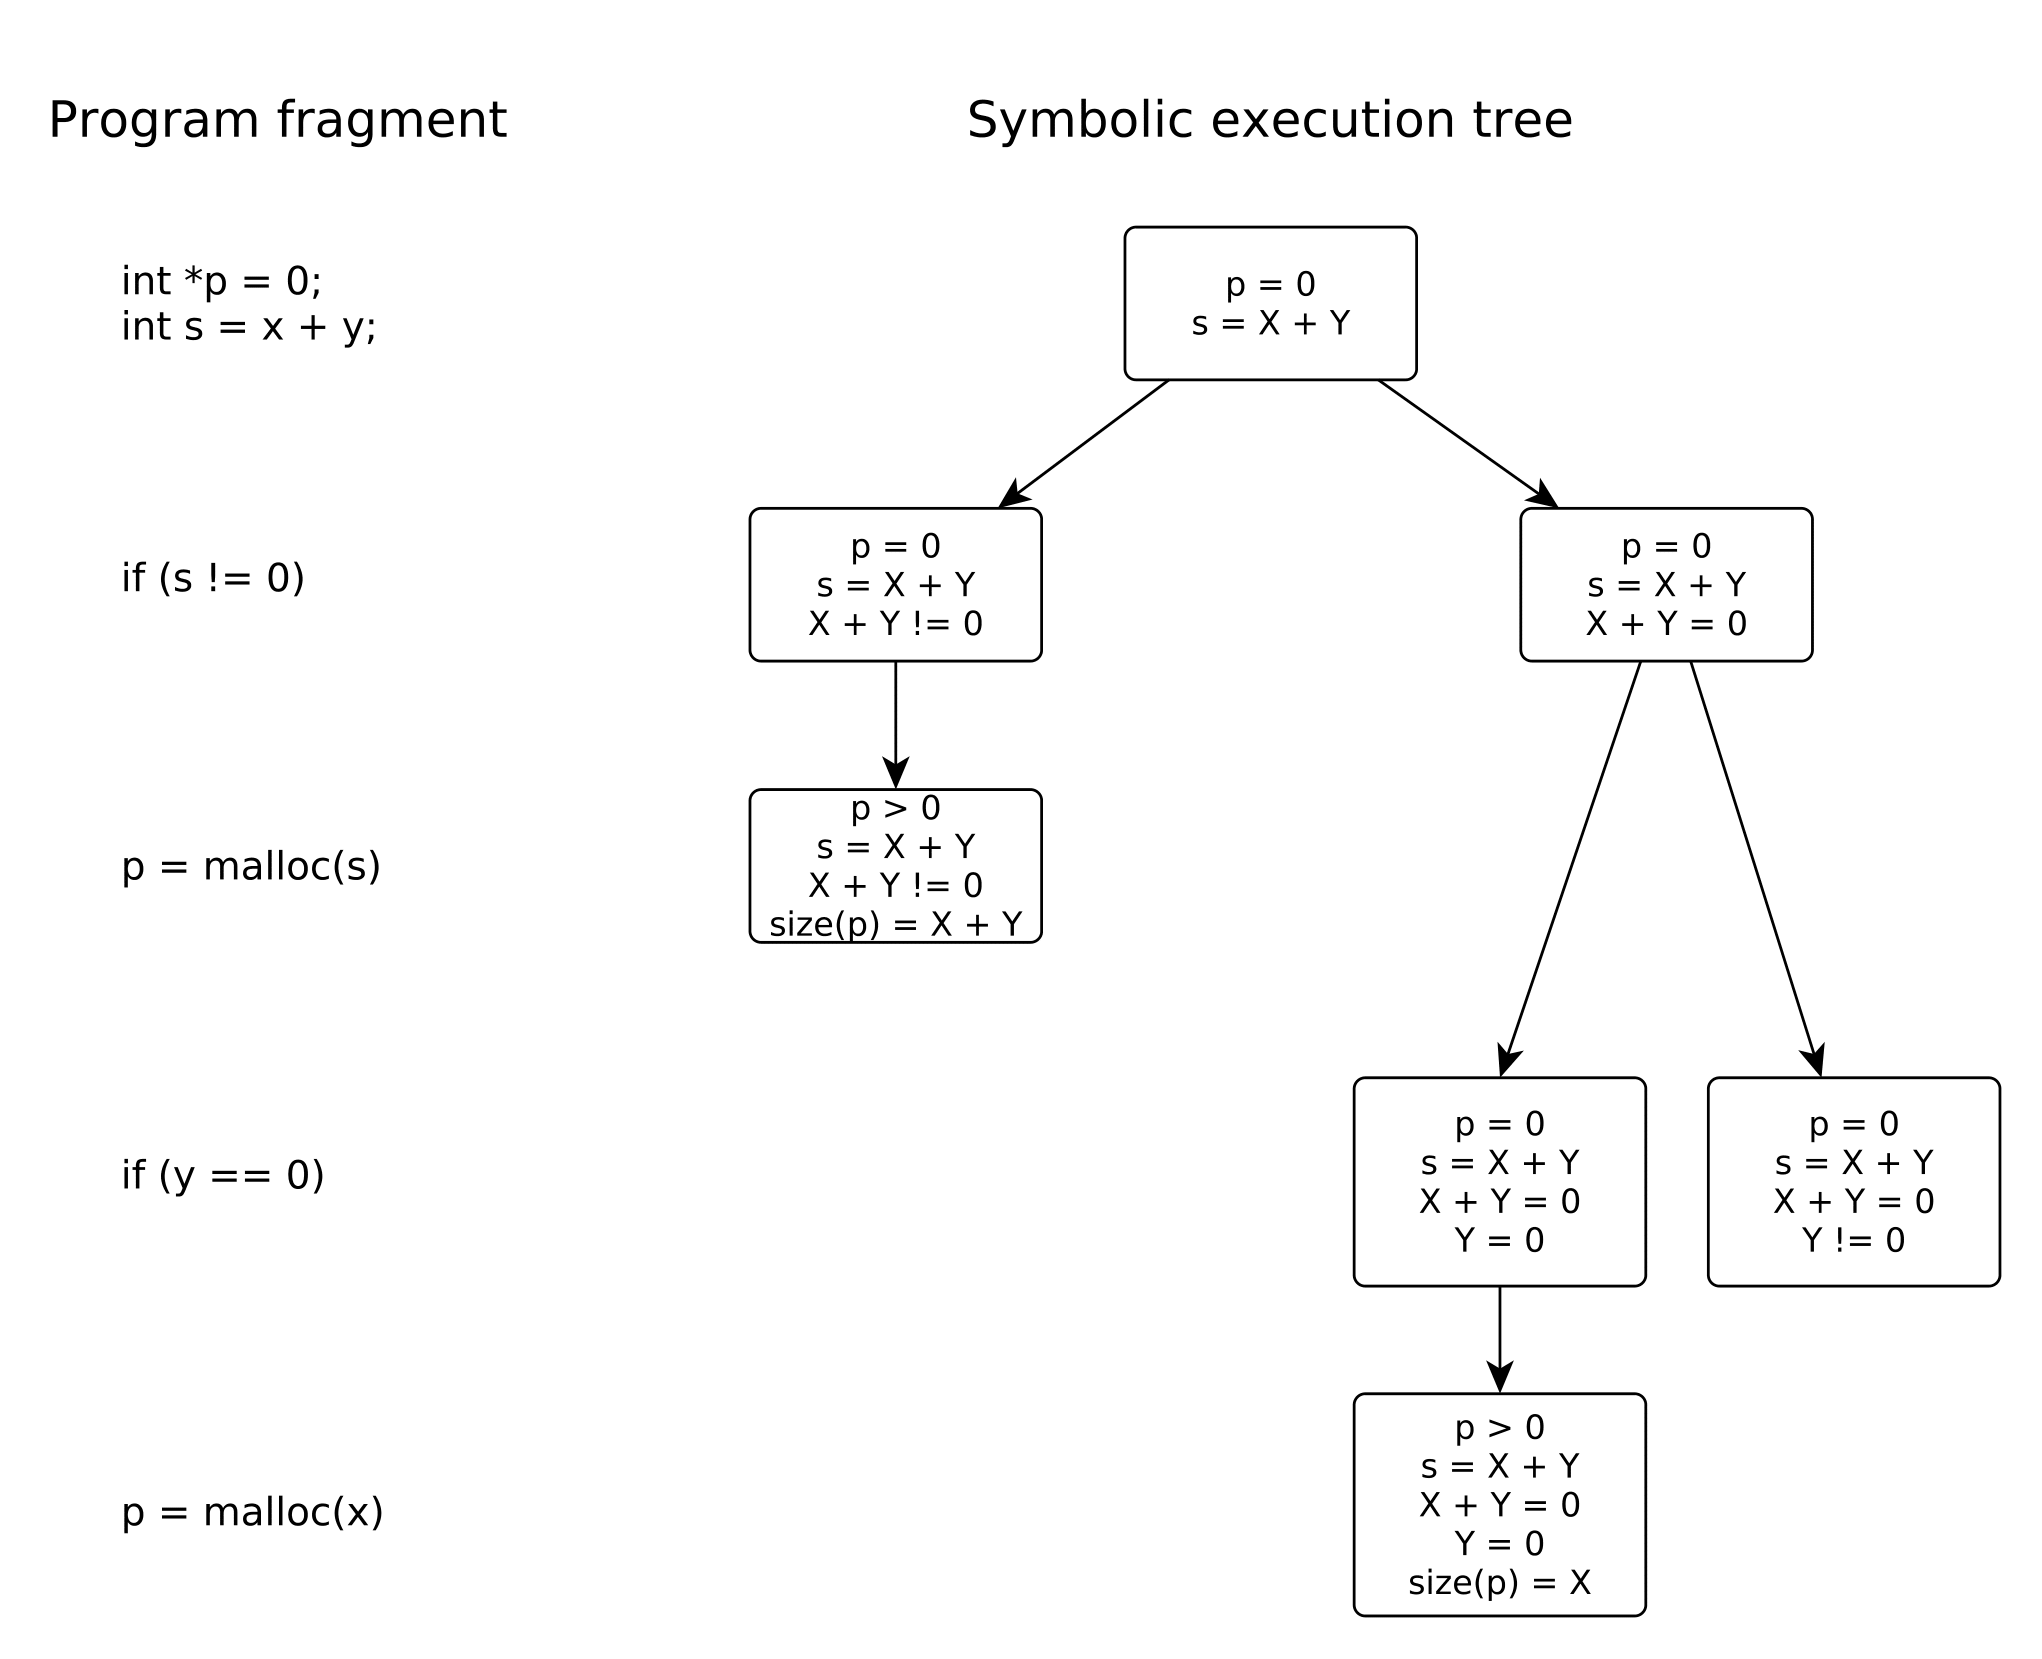 Program fragment
Symbolic execution tree
int *p = 0;
int s = x + y;
p = 0
s = X + Y
if (s != 0)
p = 0
s = X + Y
X + Y != 0
p = 0
s = X + Y
X + Y = 0
p = malloc(s)
p > 0
s = X + Y
X + Y != 0
size(p) = X + Y
if (y == 0)
p = 0
s = X + Y
X + Y = 0
Y = 0
p = 0
s = X + Y
X + Y = 0
Y != 0
p = malloc(x)
p > 0
s = X + Y
X + Y = 0
Y = 0
size(p) = X